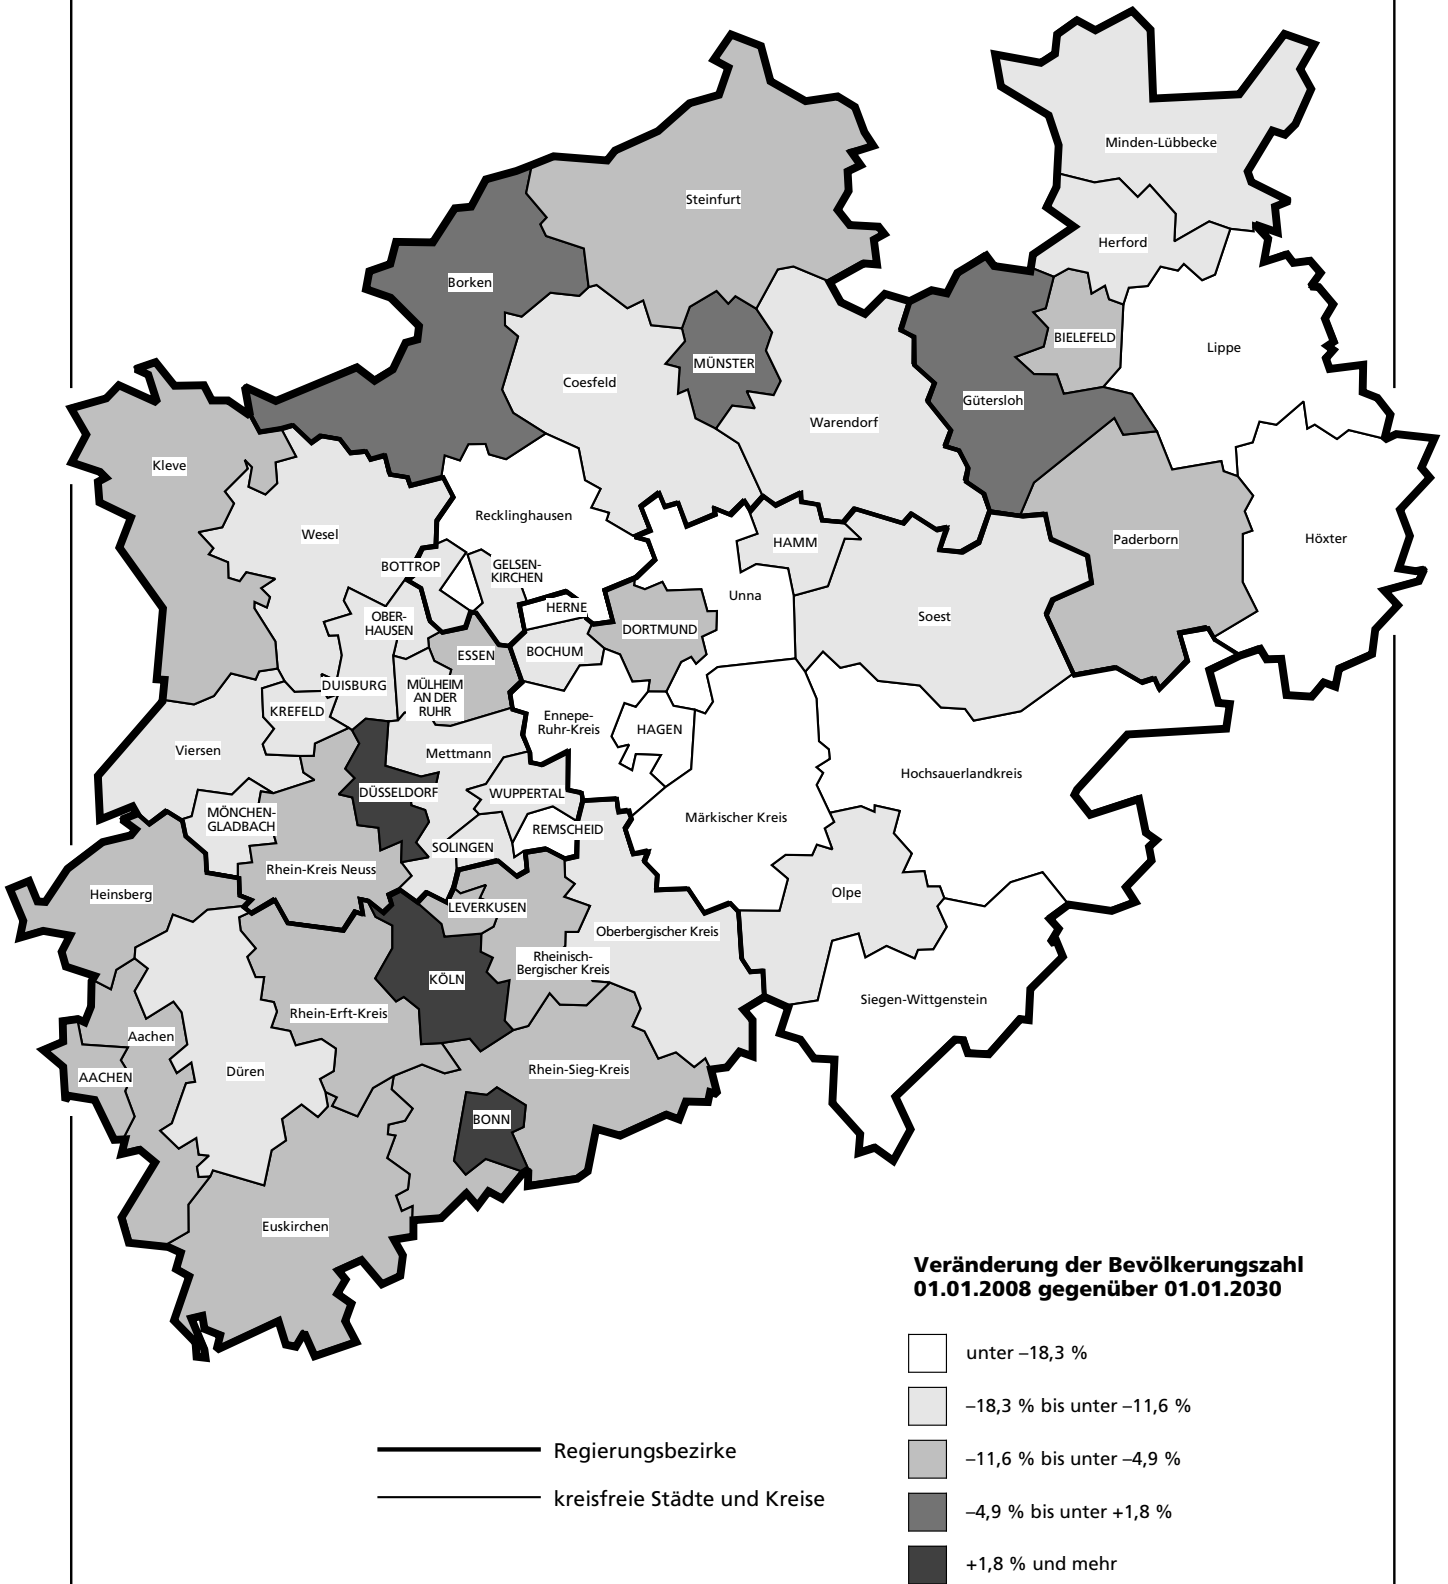 Minden-Lübbecke
Steinfurt
Herford
Borken
BIELEFELD
Lippe
MÜNSTER
Coesfeld
Gütersloh
Warendorf
Kleve
Recklinghausen
Wesel
HAMM
Paderborn
Höxter
BOTTROP
GELSEN-
KIRCHEN
Unna
HERNE
OBER-
HAUSEN
Soest
DORTMUND
ESSEN
BOCHUM
DUISBURG
MÜLHEIM
AN DER
RUHR
KREFELD
Ennepe-
Ruhr-Kreis
HAGEN
Viersen
Mettmann
Hochsauerlandkreis
DÜSSELDORF
WUPPERTAL
MÖNCHEN-
GLADBACH
Märkischer Kreis
REMSCHEID
SOLINGEN
Rhein-Kreis Neuss
Heinsberg
Olpe
LEVERKUSEN
Oberbergischer Kreis
Rheinisch-
Bergischer Kreis
KÖLN
Siegen-Wittgenstein
Rhein-Erft-Kreis
Aachen
Düren
Rhein-Sieg-Kreis
AACHEN
BONN
Euskirchen
Veränderung der Bevölkerungszahl
01.01.2008 gegenüber 01.01.2030
unter –18,3 %
–18,3 % bis unter –11,6 %
–11,6 % bis unter –4,9 %
–4,9 % bis unter +1,8 %
+1,8 % und mehr
Regierungsbezirke
kreisfreie Städte und Kreise